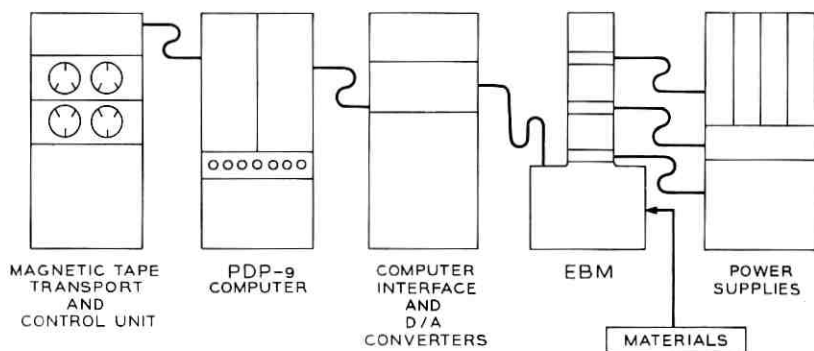 MAGNETIC TAPE
TRANSPORT
AND
CONTROL UNIT
PDP-9
COMPUTER
COMPUTER
INTERFACE
AND
D/A
CONVERTERS
EBM
POWER
SUPPLIES
MATERIALS